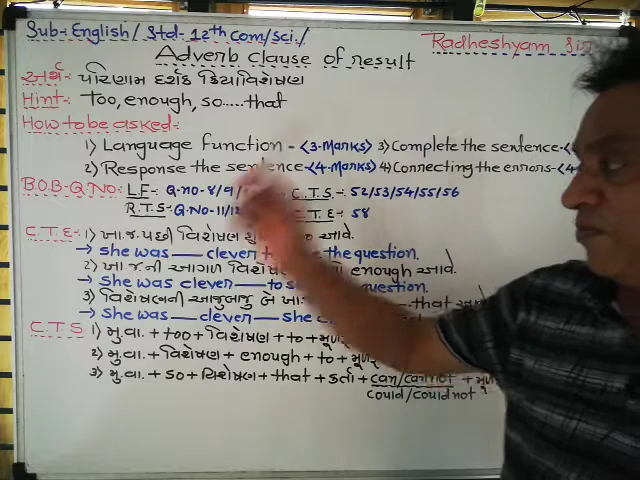 Sub:- English/ Std-12th Com/Sci./
Radheshyam Sir
Adverb clause of result
અર્થ:- પરિણામ દર્શક ક્રિયાવિશેષણ
Hint:- Too, enough, so.....that
How to be asked:-
1) Language function - <3-Marks> 3) Complete the sentence-<
2) Response the sentence-<4-Marks> 4) Connecting the errors-<4
B.O.B-Q.No:- L.F:- Q-no-8/9/ C.T.S:- 52/53/54/55/56
R.T.S:- Q.No-11/12 C.T.E:- 58
C.T.E:- 1) ખા.જ.પછી વિશેષણ આવે.
→ She was ___ clever the question.
2) ખા.જ.ની આગળ વિશેષણ enough આવે.
→ She was clever ___ to question.
3) વિશેષણની આજુબાજુ બે ખા that
→ She was ___ clever ___ she
C.T.S 1) મુ.વા. + too + વિશેષણ + to + મૂળ
2) મુ.વા. + વિશેષણ + enough + to + મૂળ
3) મુ.વા. + so + વિશેષણ + that + કર્તા + can/cannot + મૂળ
could/could not